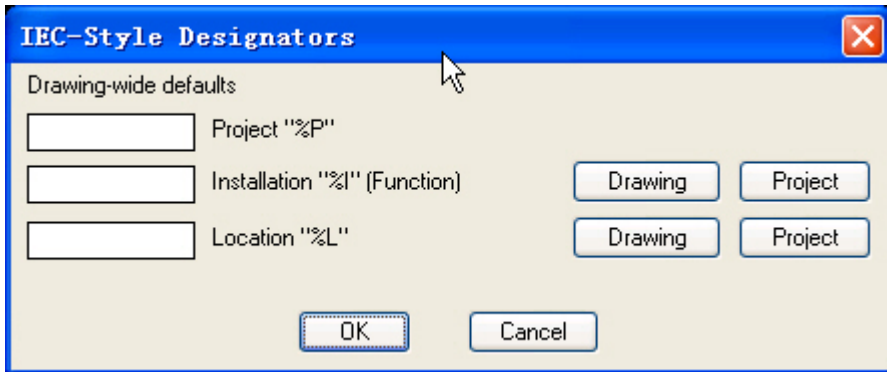 IEC-Style Designators
Drawing-wide defaults
Project "%P"
Installation "%I" (Function) Drawing Project
Location "%L" Drawing Project
OK Cancel